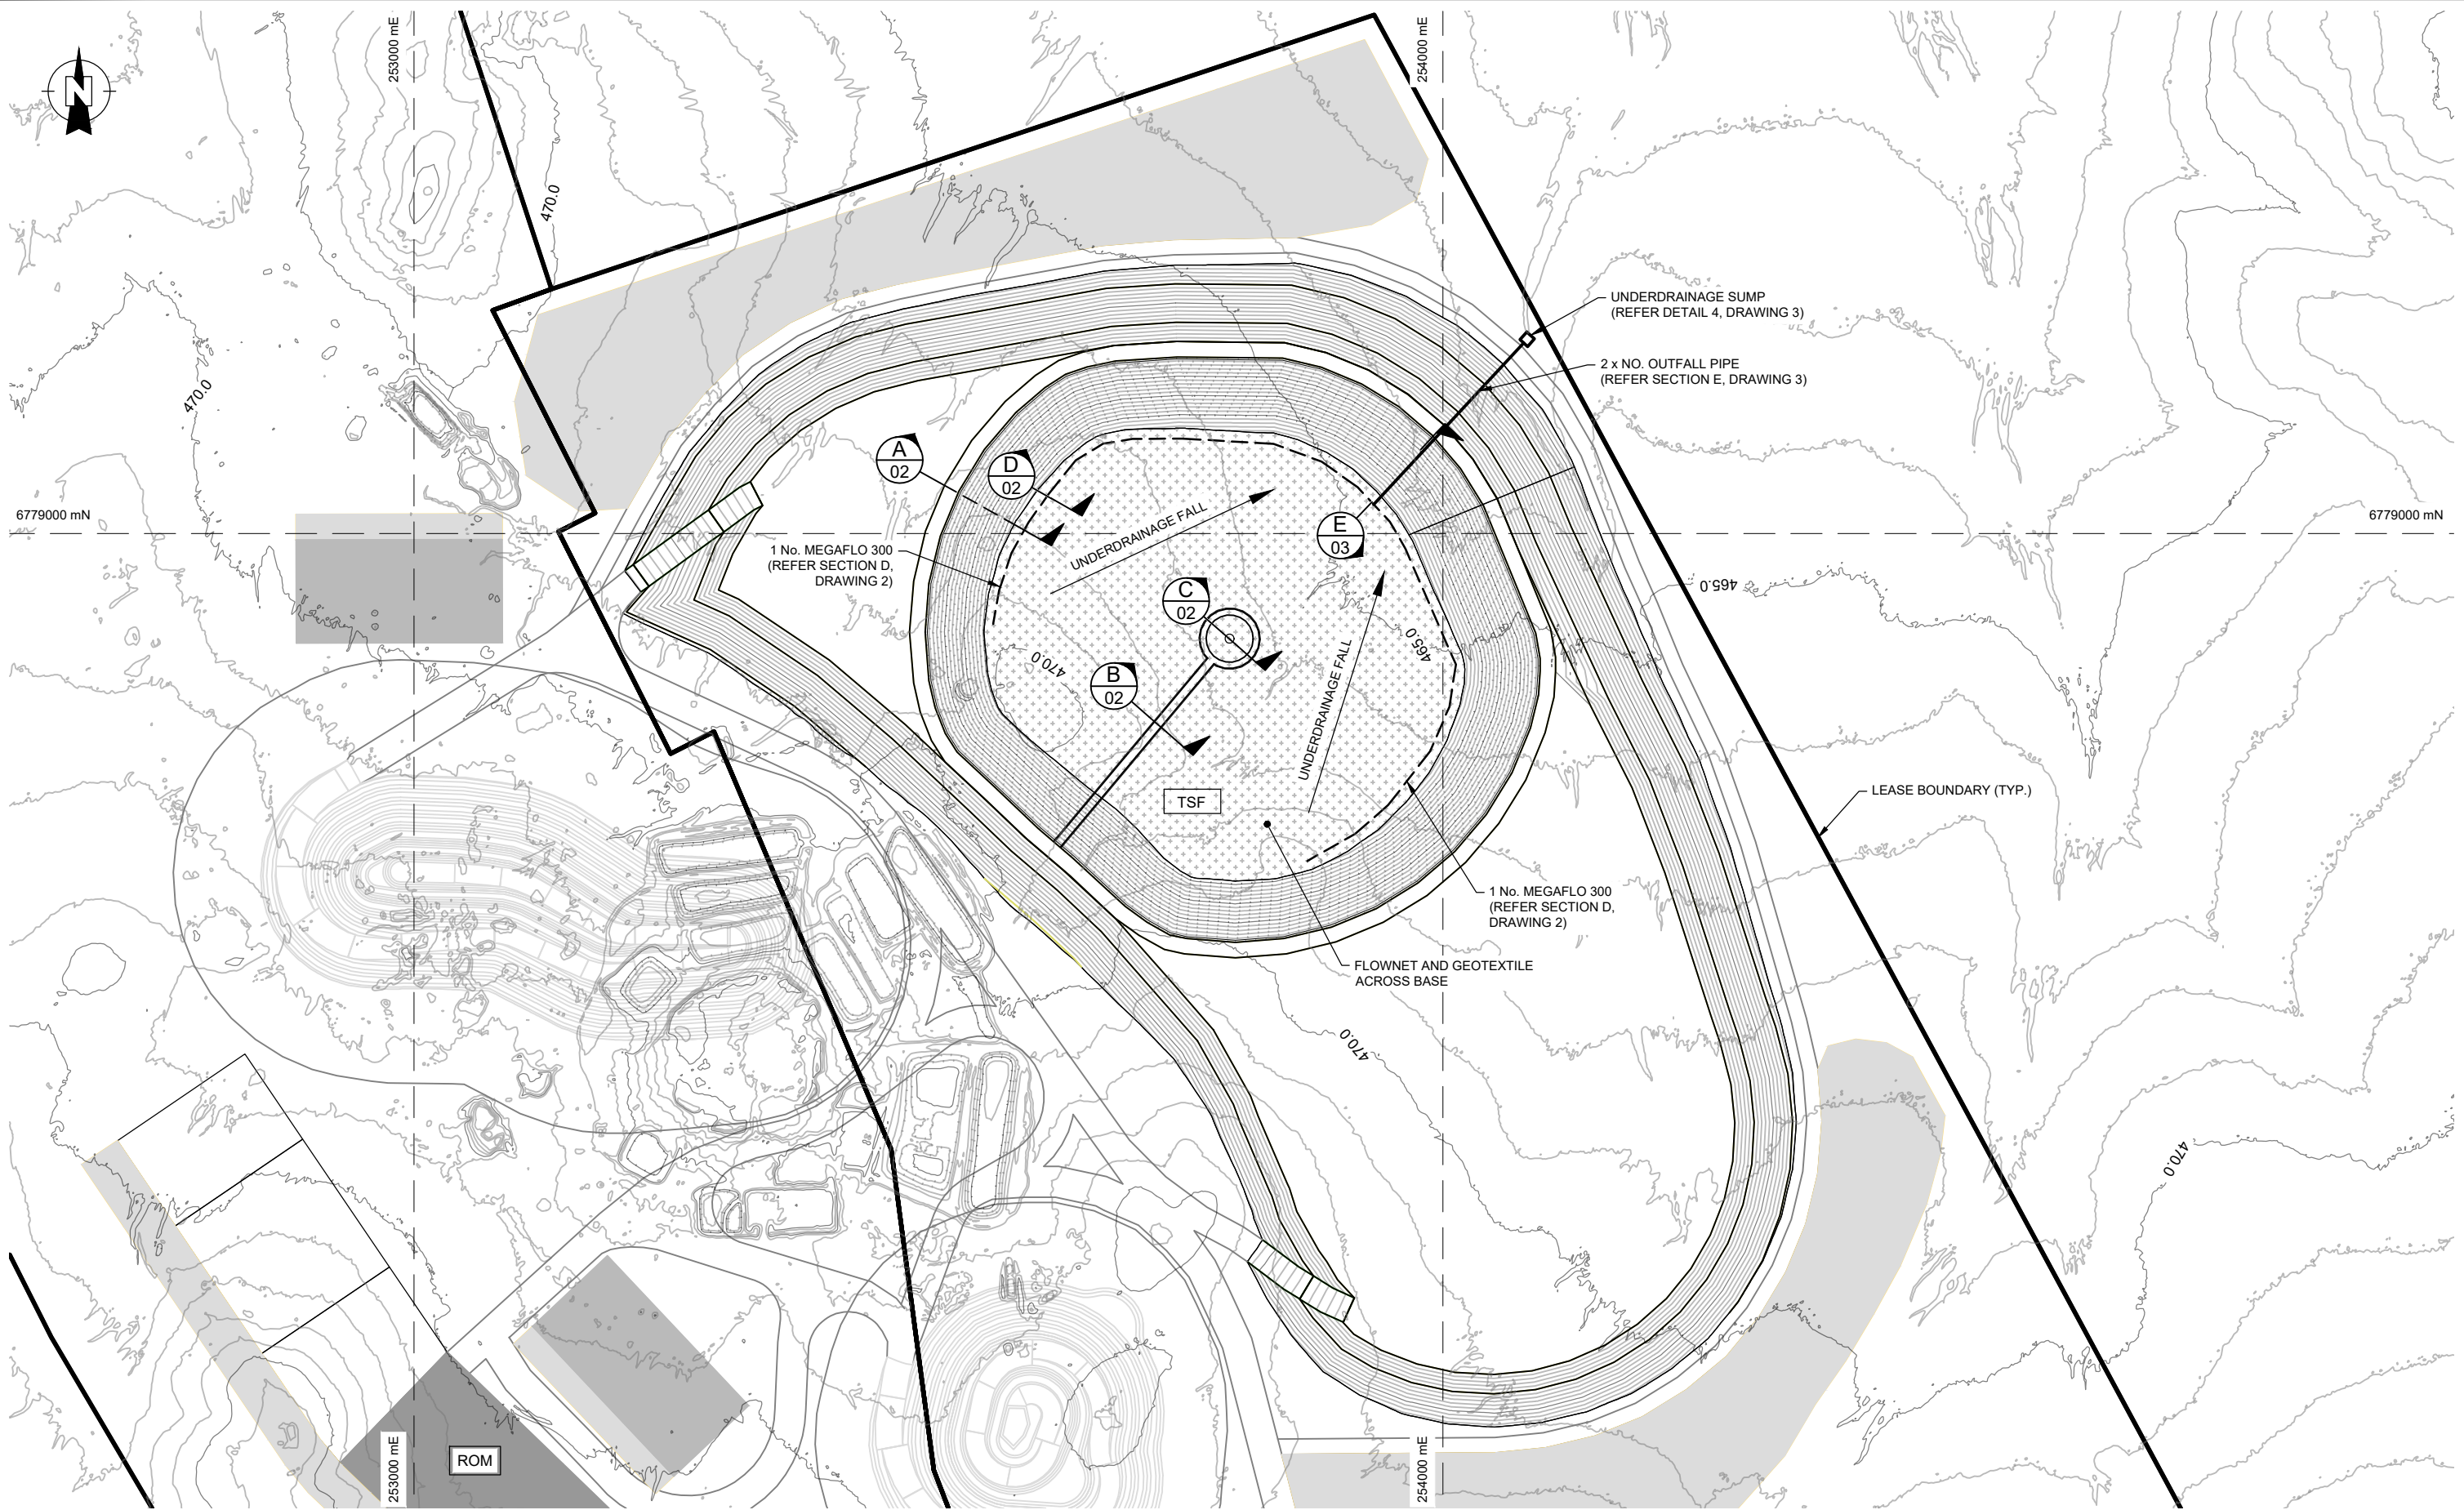 253000 mE
254000 mE
N
470.0
470.0
UNDERDRAINAGE SUMP
(REFER DETAIL 4, DRAWING 3)
2 x NO. OUTFALL PIPE
(REFER SECTION E, DRAWING 3)
A
02
D
02
6779000 mN
6779000 mN
E
03
UNDERDRAINAGE FALL
1 No. MEGAFLO 300
(REFER SECTION D,
DRAWING 2)
465.0
C
02
465.0
470.0
B
02
UNDERDRAINAGE FALL
TSF
LEASE BOUNDARY (TYP.)
1 No. MEGAFLO 300
(REFER SECTION D,
DRAWING 2)
FLOWNET AND GEOTEXTILE
ACROSS BASE
470.0
470.0
ROM
253000 mE
254000 mE